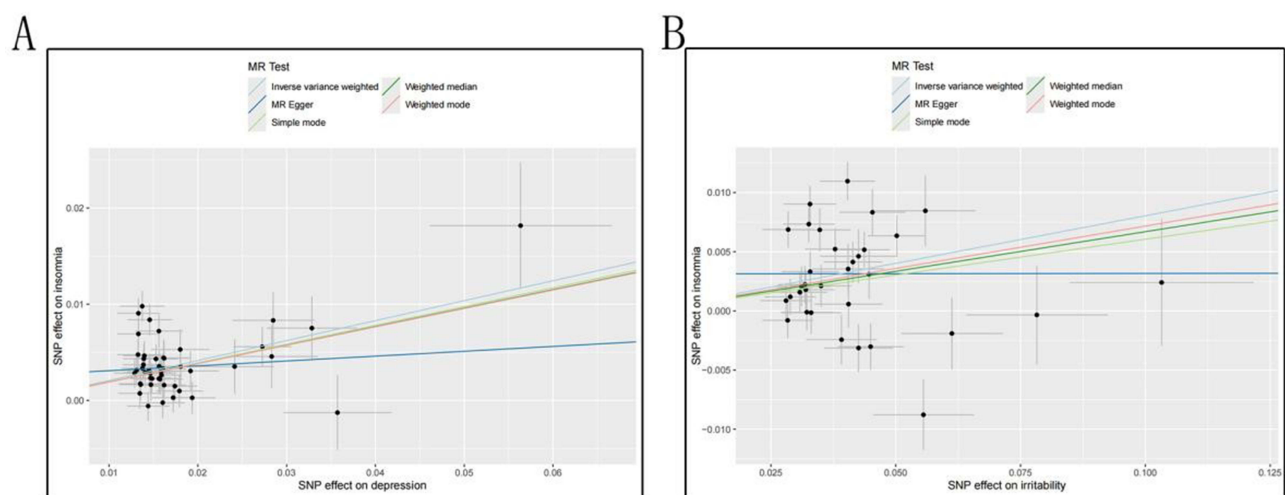 A
MR Test
Inverse variance weighted
Weighted median
MR Egger
Weighted mode
Simple mode
SNP effect on insomnia
0.02
0.01
0.00
0.01 0.02 0.03 0.04 0.05 0.06
SNP effect on depression
B
MR Test
Inverse variance weighted
Weighted median
MR Egger
Weighted mode
Simple mode
SNP effect on insomnia
0.010
0.005
0.000
−0.005
−0.010
0.025 0.050 0.075 0.100 0.125
SNP effect on irritability